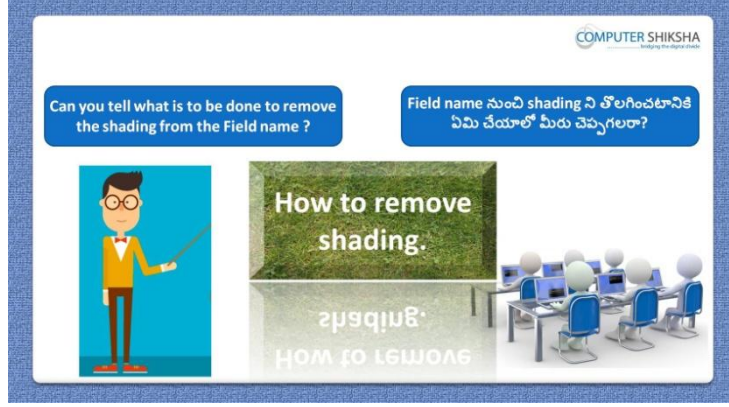 COMPUTER SHIKSHA
bridging the digital divide
Can you tell what is to be done to remove
the shading from the Field name ?
Field name నుంచి shading ని తొలగించటానికి
ఏమి చేయాలో మీరు చెప్పగలరా?
How to remove
shading.